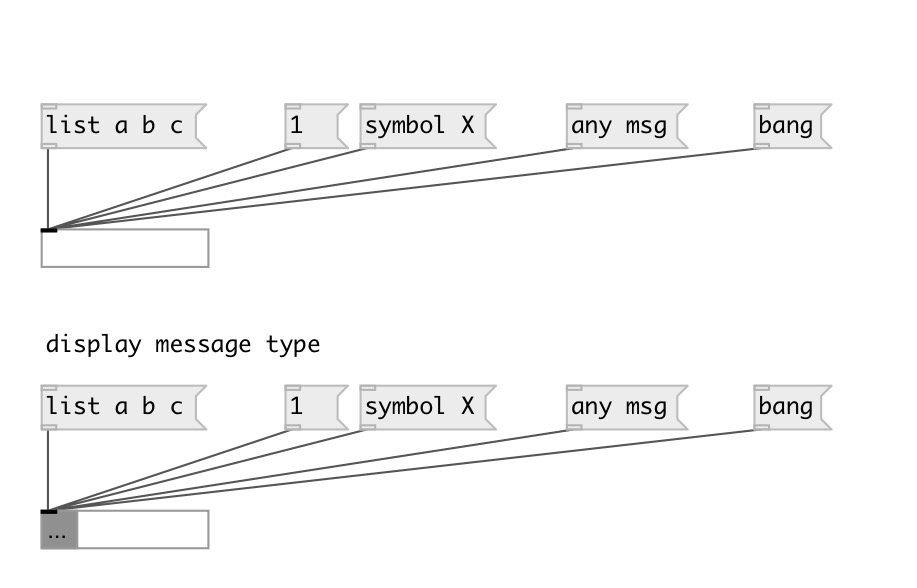 list a b c 1 symbol X any msg bang
display message type
list a b c 1 symbol X any msg bang
...